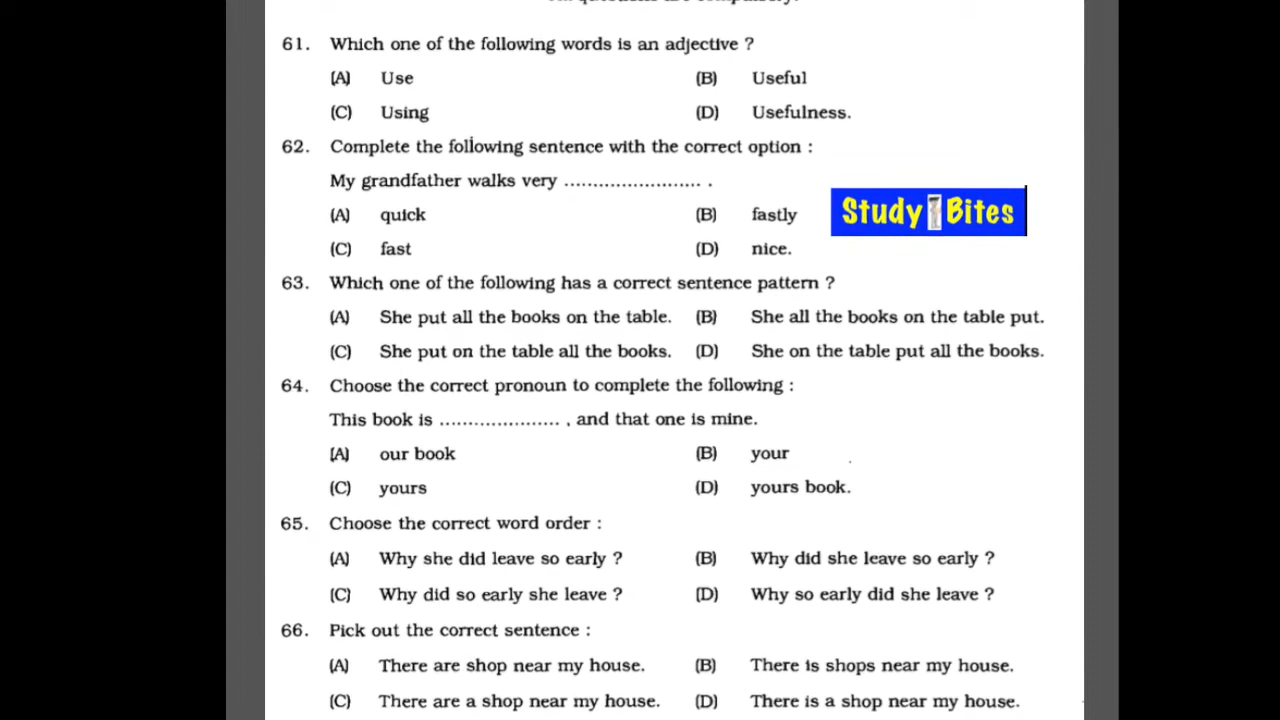 61. Which one of the following words is an adjective ?
(A) Use (B) Useful
(C) Using (D) Usefulness.
62. Complete the following sentence with the correct option :
My grandfather walks very ........................ .
(A) quick (B) fastly
Study Bites
(C) fast (D) nice.
63. Which one of the following has a correct sentence pattern ?
(A) She put all the books on the table. (B) She all the books on the table put.
(C) She put on the table all the books. (D) She on the table put all the books.
64. Choose the correct pronoun to complete the following :
This book is ..................... , and that one is mine.
(A) our book (B) your
(C) yours (D) yours book.
65. Choose the correct word order :
(A) Why she did leave so early ? (B) Why did she leave so early ?
(C) Why did so early she leave ? (D) Why so early did she leave ?
66. Pick out the correct sentence :
(A) There are shop near my house. (B) There is shops near my house.
(C) There are a shop near my house. (D) There is a shop near my house.